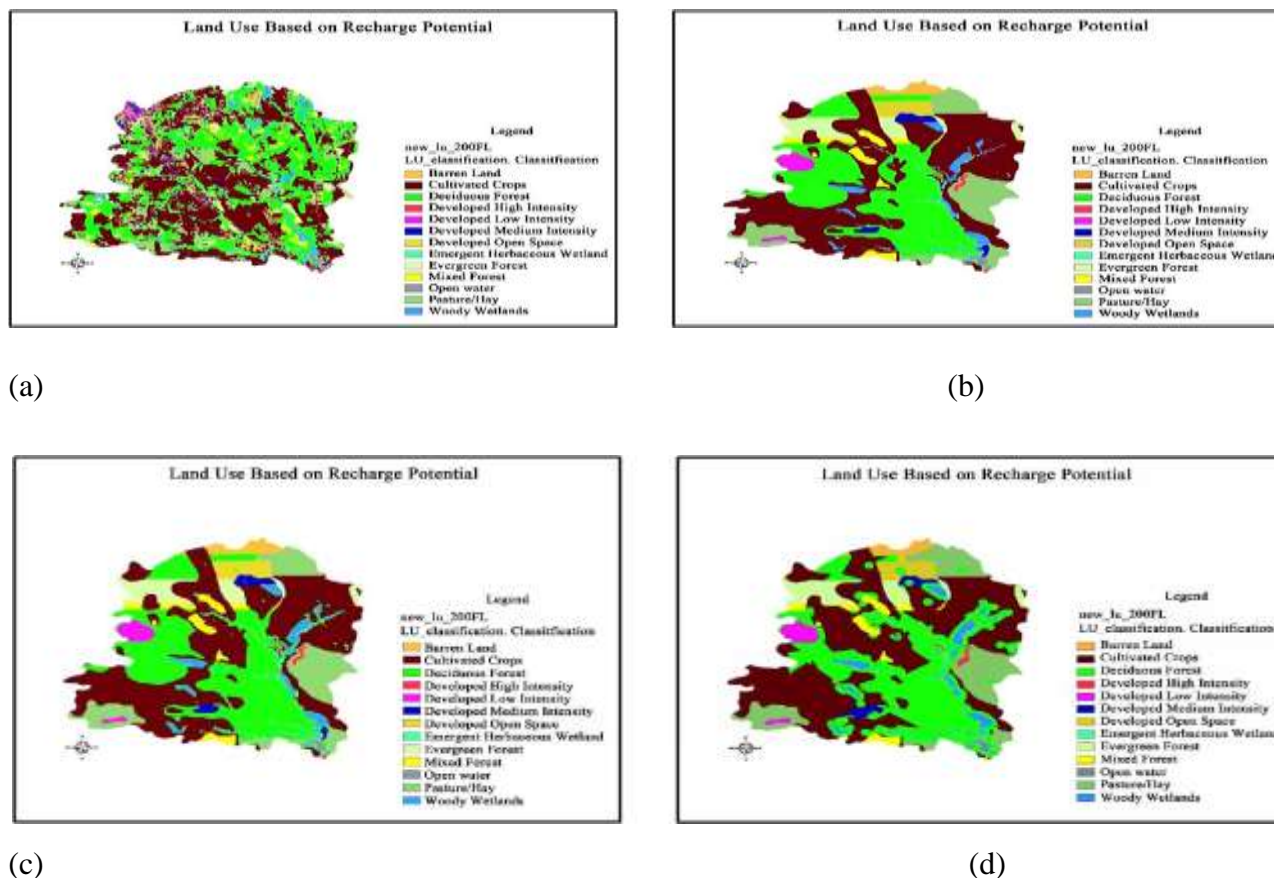 Land Use Based on Recharge Potential
Legend
new_lu_200FL
LU_classification. Classitfication
Barren Land
Cultivated Crops
Deciduous Forest
Developed High Intensity
Developed Low Intensity
Developed Medium Intensity
Developed Open Space
Emergent Herbaceous Wetland
Evergreen Forest
Mixed Forest
Open water
Pasture/Hay
Woody Wetlands
(a)
Land Use Based on Recharge Potential
Legend
new_lu_200FL
LU_classification. Classitfication
Barren Land
Cultivated Crops
Deciduous Forest
Developed High Intensity
Developed Low Intensity
Developed Medium Intensity
Developed Open Space
Emergent Herbaceous Wetland
Evergreen Forest
Mixed Forest
Open water
Pasture/Hay
Woody Wetlands
(b)
Land Use Based on Recharge Potential
Legend
new_lu_200FL
LU_classification. Classitfication
Barren Land
Cultivated Crops
Deciduous Forest
Developed High Intensity
Developed Low Intensity
Developed Medium Intensity
Developed Open Space
Emergent Herbaceous Wetland
Evergreen Forest
Mixed Forest
Open water
Pasture/Hay
Woody Wetlands
(c)
Land Use Based on Recharge Potential
Legend
new_lu_200FL
LU_classification. Classitfication
Barren Land
Cultivated Crops
Deciduous Forest
Developed High Intensity
Developed Low Intensity
Developed Medium Intensity
Developed Open Space
Emergent Herbaceous Wetlan
Evergreen Forest
Mixed Forest
Open water
Pasture/Hay
Woody Wetlands
(d)